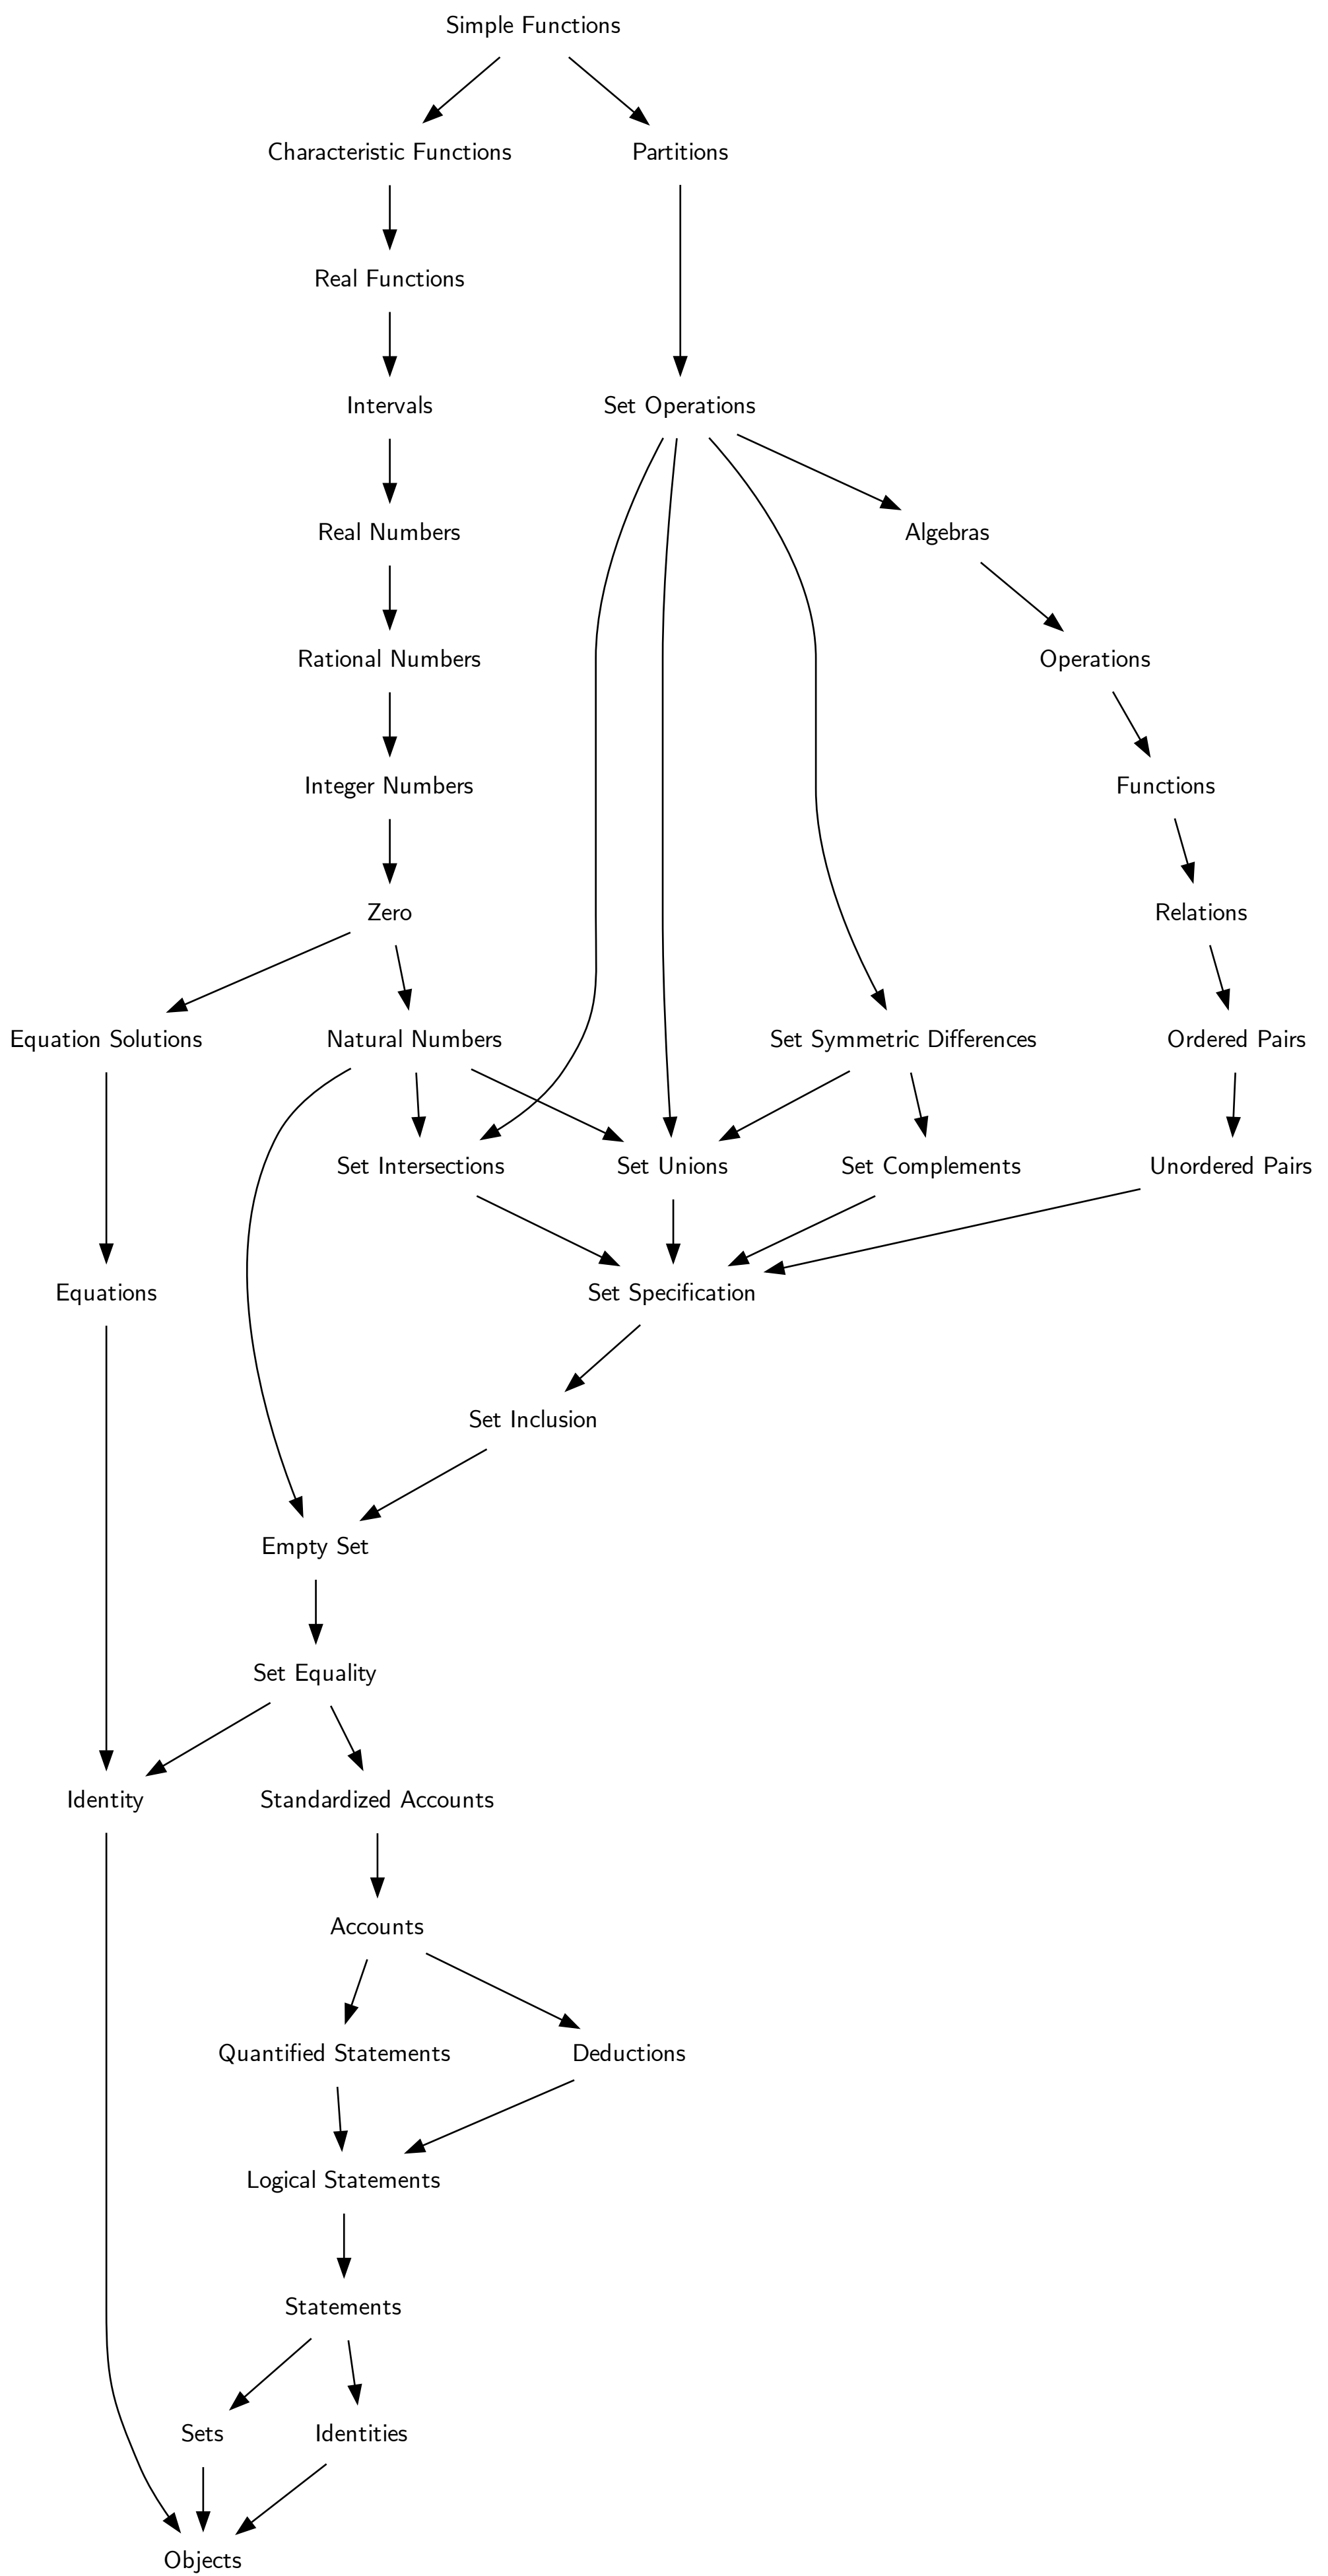 Simple Functions
Characteristic Functions
Partitions
Real Functions
Intervals
Set Operations
Real Numbers
Algebras
Rational Numbers
Operations
Integer Numbers
Functions
Zero
Relations
Equation Solutions
Natural Numbers
Set Symmetric Differences
Ordered Pairs
Set Intersections
Set Unions
Set Complements
Unordered Pairs
Equations
Set Specification
Set Inclusion
Empty Set
Set Equality
Identity
Standardized Accounts
Accounts
Quantified Statements
Deductions
Logical Statements
Statements
Sets
Identities
Objects